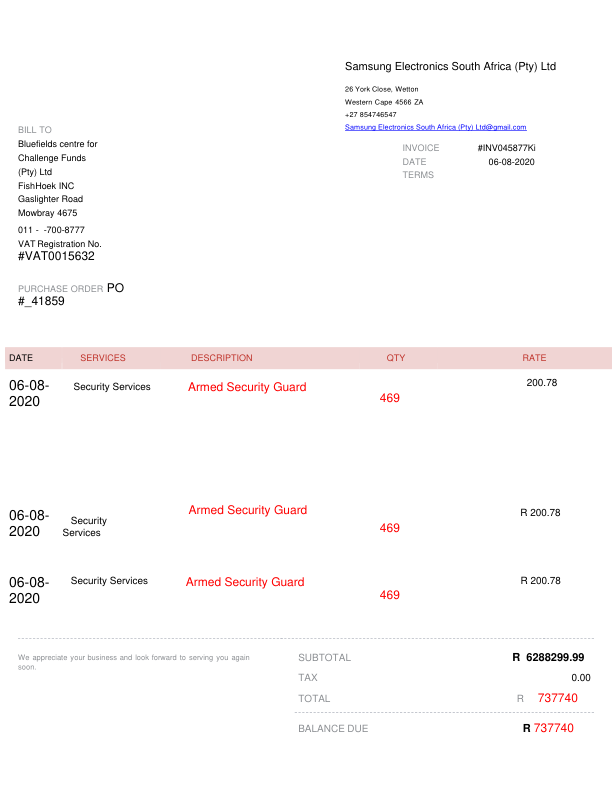 Samsung Electronics South Africa (Pty) Ltd
26 York Close, Wetton
Western Cape 4566 ZA
+27 854746547
Samsung Electronics South Africa (Pty) Ltd@gmail.com
INVOICE #INV045877Ki
DATE 06-08-2020
TERMS
BILL TO
Bluefields centre for
Challenge Funds
(Pty) Ltd
FishHoek INC
Gaslighter Road
Mowbray 4675
011 - -700-8777
VAT Registration No.
#VAT0015632
PURCHASE ORDER PO
#_41859
DATE SERVICES DESCRIPTION QTY RATE
06-08- Security Services Armed Security Guard 200.78
2020 469
06-08- Security Armed Security Guard R 200.78
2020 Services 469
06-08- Security Services Armed Security Guard R 200.78
2020 469
We appreciate your business and look forward to serving you again
soon.
SUBTOTAL R 6288299.99
TAX 0.00
TOTAL R 737740
BALANCE DUE R 737740